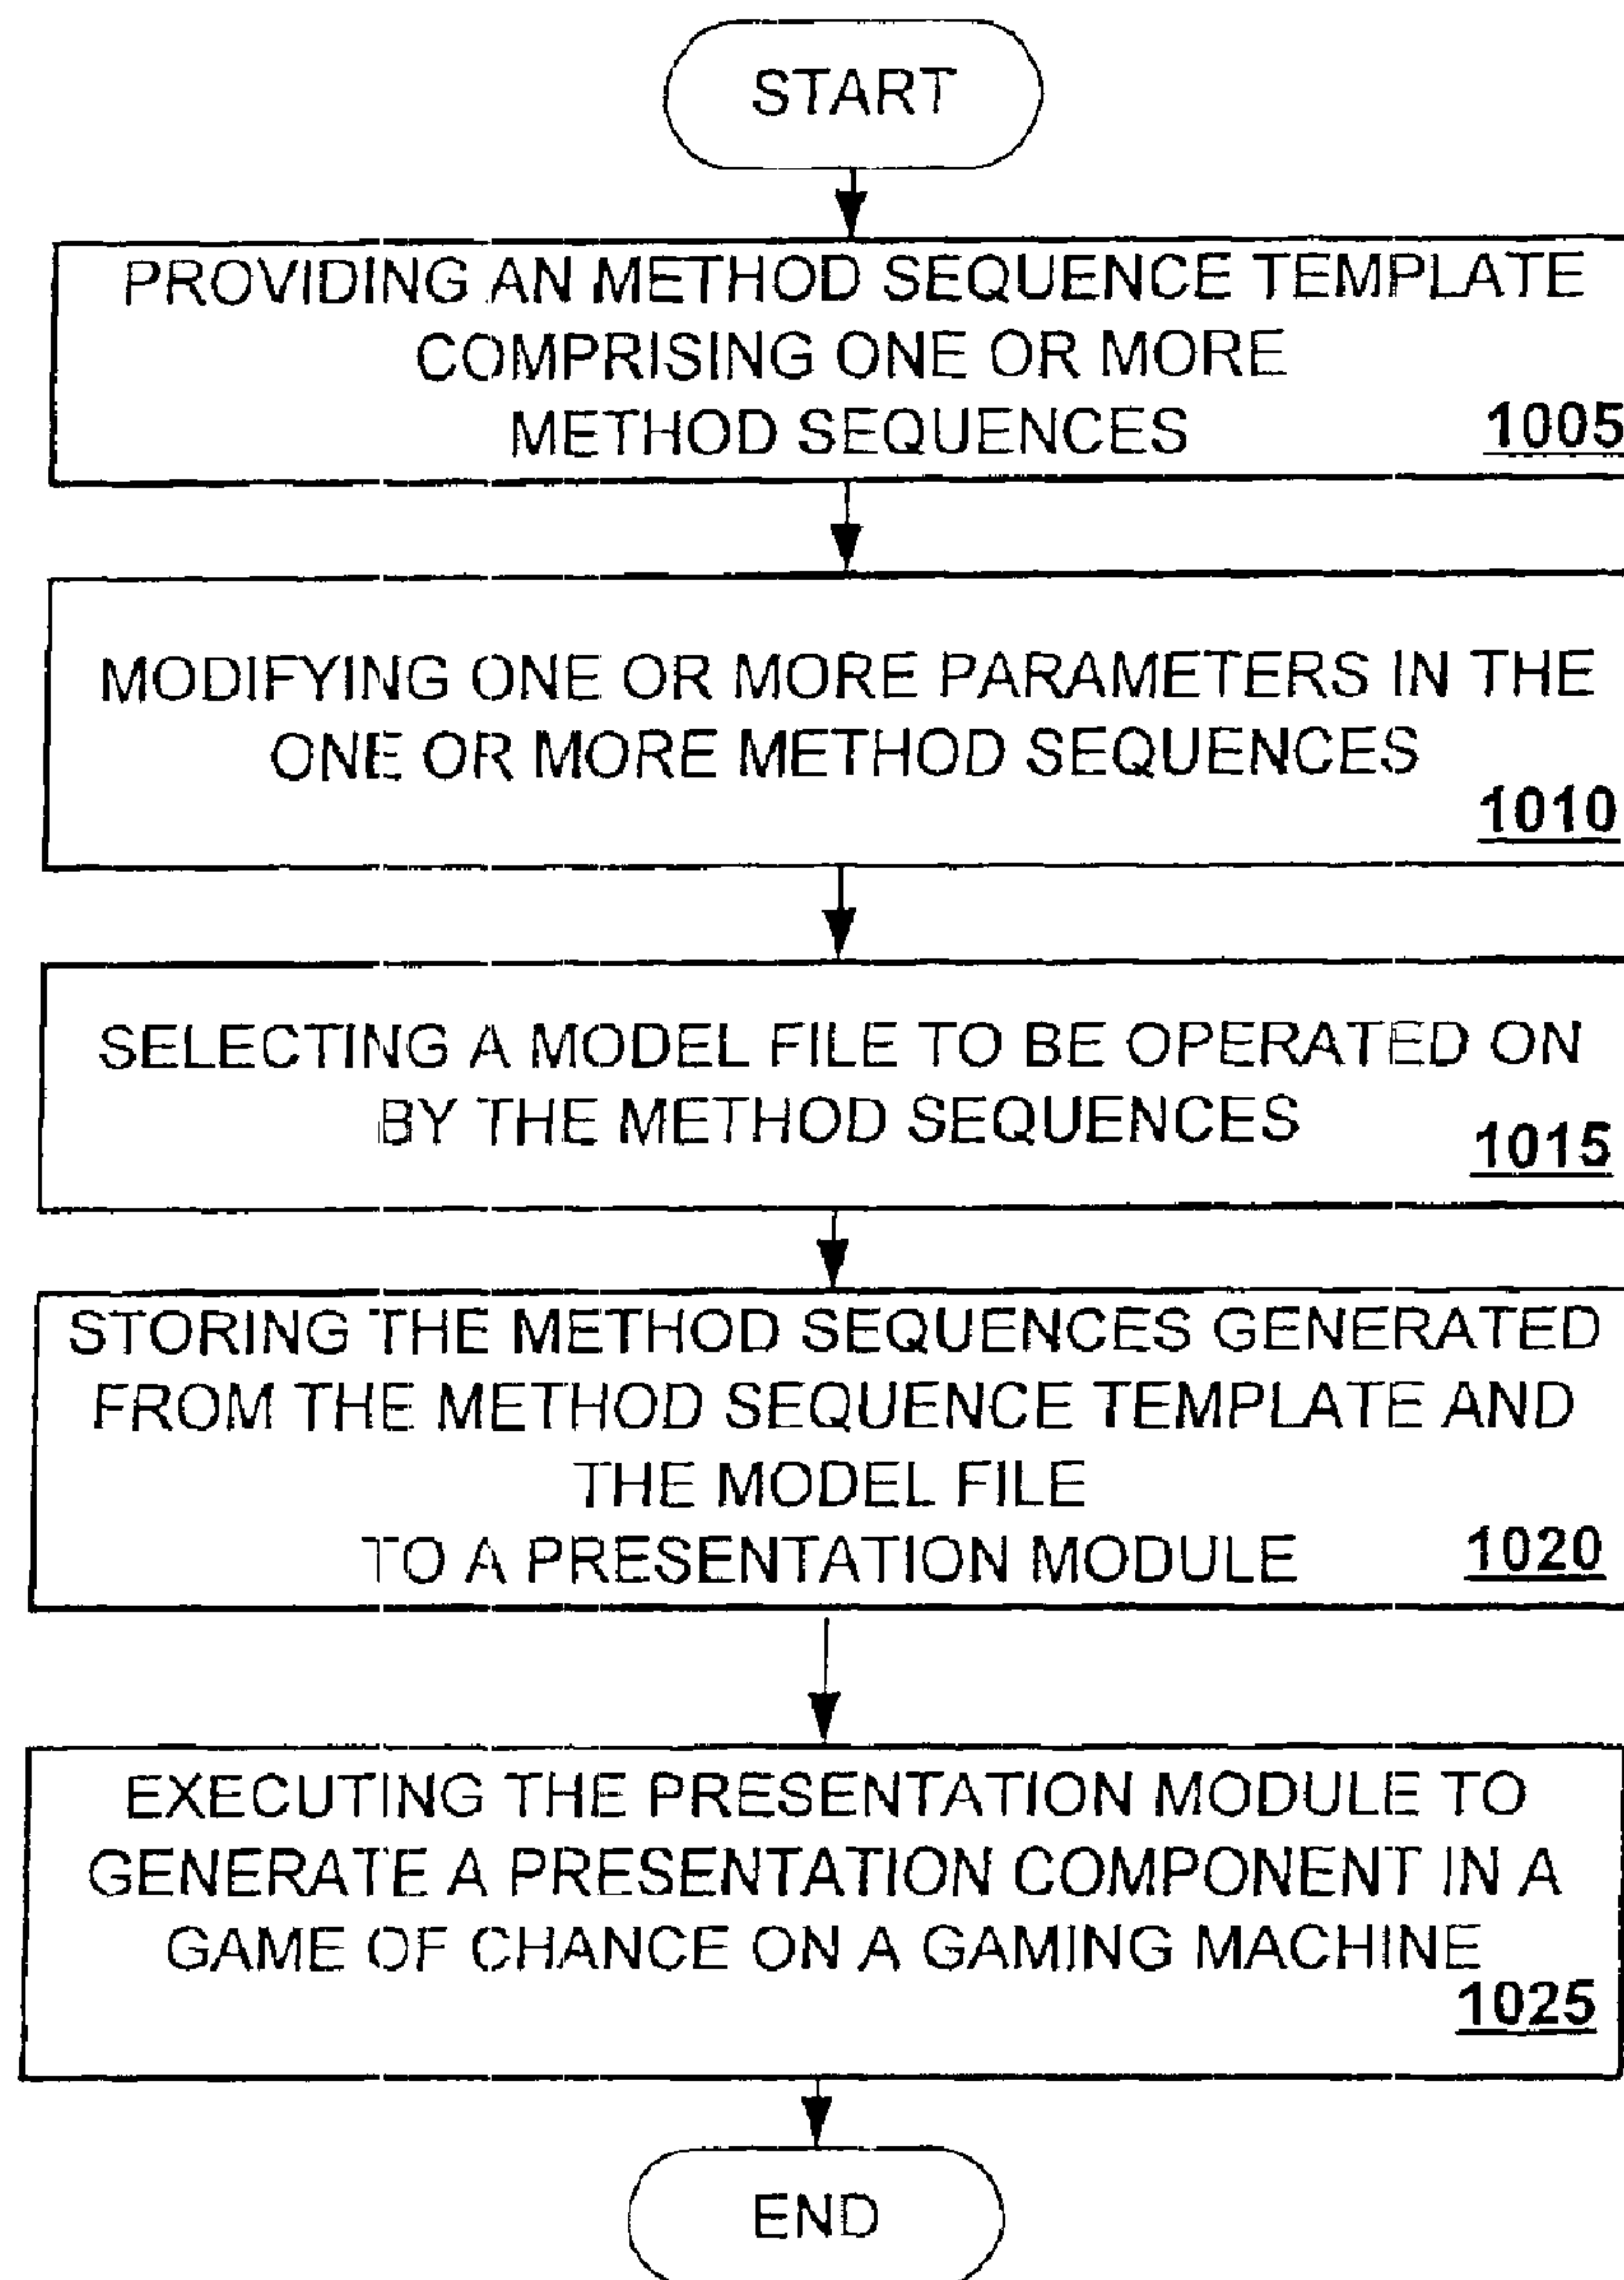 START
PROVIDING AN METHOD SEQUENCE TEMPLATE
COMPRISING ONE OR MORE
METHOD SEQUENCES
1005
MODIFYING ONE OR MORE PARAMETERS IN THE
ONE OR MORE METHOD SEQUENCES
1010
SELECTING A MODEL FILE TO BE OPERATED ON
BY THE METHOD SEQUENCES
1015
STORING THE METHOD SEQUENCES GENERATED
FROM THE METHOD SEQUENCE TEMPLATE AND
THE MODEL FILE
TO A PRESENTATION MODULE
1020
EXECUTING THE PRESENTATION MODULE TO
GENERATE A PRESENTATION COMPONENT IN A
GAME OF CHANCE ON A GAMING MACHINE
1025
END